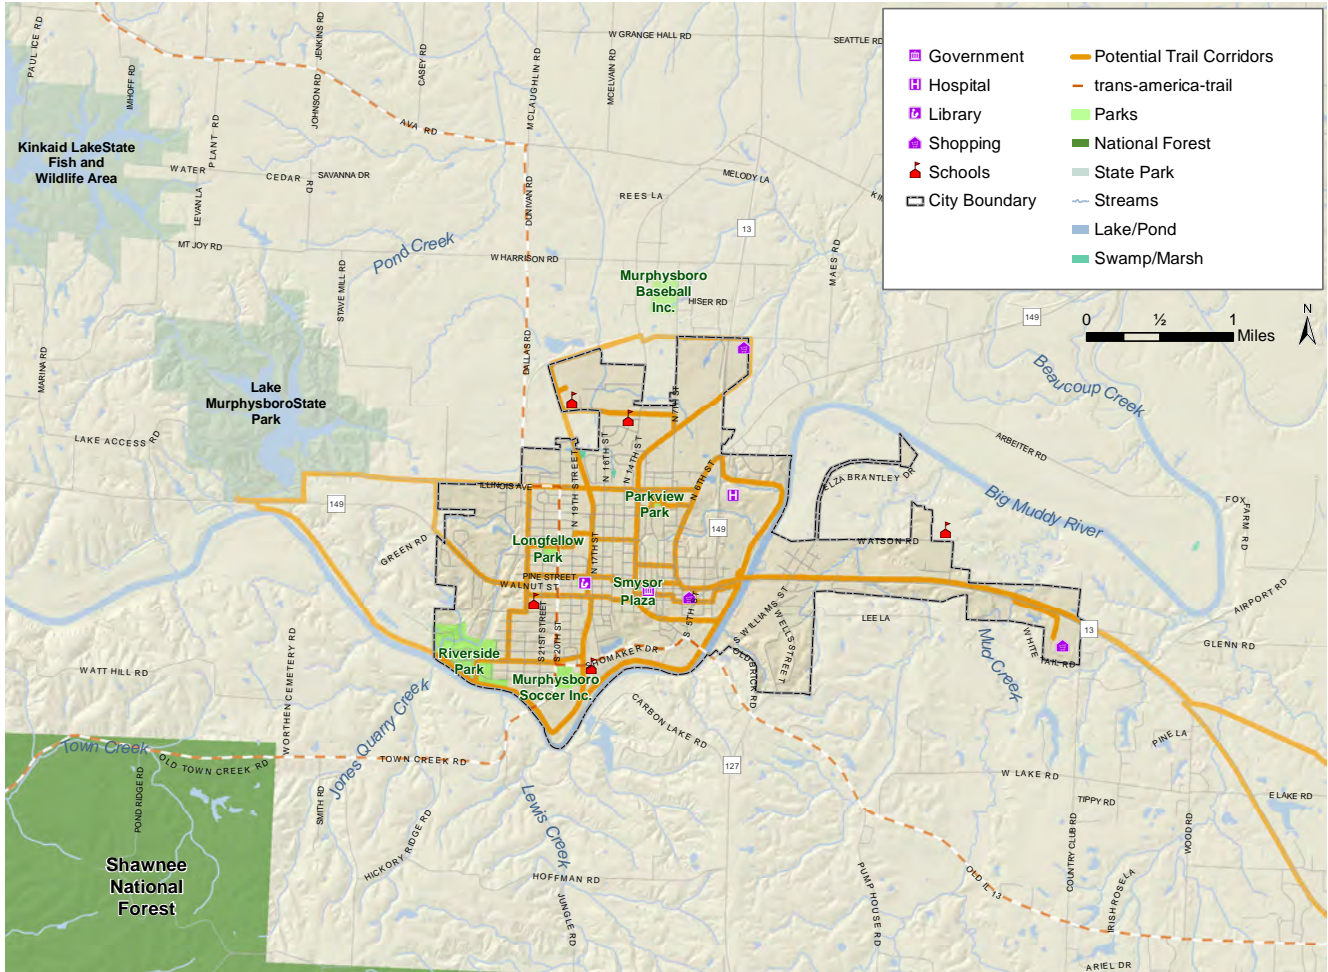 PAUL ICE RD
IMHOFF RD
JENKINS RD
JOHNSON RD
CASEY RD
MCLAUGHLIN RD
MCELVAIN RD
W GRANGE HALL RD
SEATTLE RD
AVA RD
PLANT RD
Kinkaid LakeState
Fish and
Wildlife Area
WATER
CEDAR
RD
SAVANNA DR
LEVAN LA
DUNIVAN RD
REES LA
MELODY LA
13
MT JOY RD
Pond Creek
W HARRISON RD
STAVE MILL RD
MAES RD
Murphysboro
Baseball
Inc.
HISER RD
Government
Hospital
Library
Shopping
Schools
City Boundary
Potential Trail Corridors
trans-america-trail
Parks
National Forest
State Park
Streams
Lake/Pond
Swamp/Marsh
149
0
½
1
Miles
N
MARINA RD
DALLAS RD
Lake
MurphysboroState
Park
LAKE ACCESS RD
N 7TH ST
N 16TH ST
N 14TH ST
N 19TH STREET
N 6TH ST
N 17TH ST
Beaucoup Creek
ARBEITER RD
ELZA BRANTLEY DR
Big Muddy River
FOX
FARM RD
ILLINOIS AVE
149
Parkview
Park
149
WATSON RD
GREEN RD
Longfellow
Park
PINE STREET
WALNUT ST
Smysor
Plaza
S 5TH ST
S WILLIAMS ST
WELLS STREET
LEE LA
AIRPORT RD
13
GLENN RD
WHITE
TAIL RD
Mud Creek
S 21ST STREET
S 20TH ST
SHOMAKER DR
OLD BRICK RD
Riverside
Park
Murphysboro
Soccer Inc.
WATT HILL RD
WORTHEN CEMETERY RD
Jones Quarry Creek
CARBON LAKE RD
127
Town Creek
OLD TOWN CREEK RD
TOWN CREEK RD
PINE LA
W LAKE RD
TIPPY RD
E LAKE RD
POND RIDGE RD
SMITH RD
HICKORY RIDGE RD
Lewis Creek
HOFFMAN RD
JUNGLE RD
PUMP HOUSE RD
OLD IL 13
COUNTRY CLUB RD
IRISH ROSE LA
WOOD RD
ARIEL DR
Shawnee
National
Forest